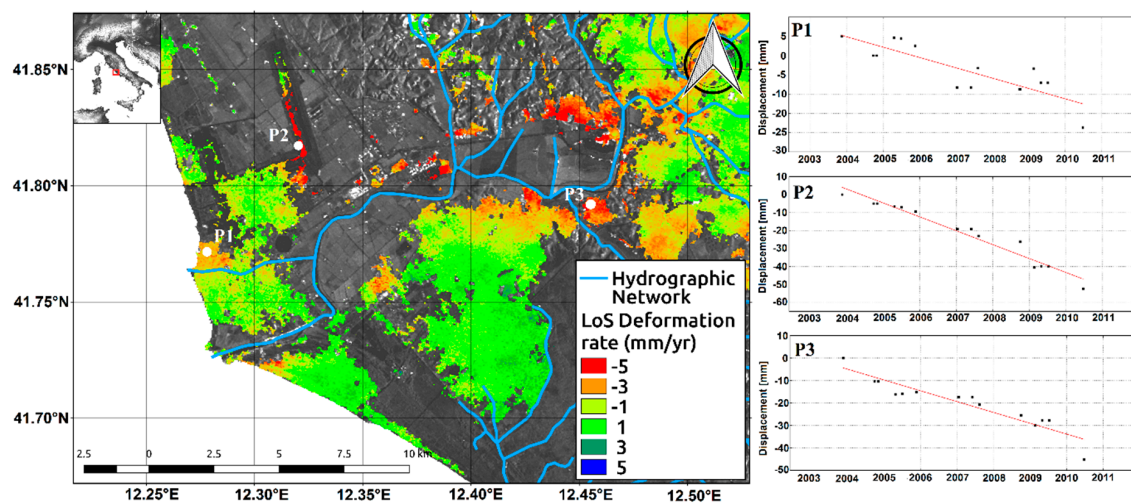 41.85°N
41.80°N
41.75°N
41.70°N
P2
P1
P3
Hydrographic
Network
LoS Deformation
rate (mm/yr)
-5
-3
-1
1
3
5
2.5 0 2.5 5 7.5 10 km
12.25°E 12.30°E 12.35°E 12.40°E 12.45°E 12.50°E
P1
Displacement [mm]
5
0
-5
-10
-15
-20
-25
-30
2003 2004 2005 2006 2007 2008 2009 2010 2011
P2
Displacement [mm]
10
0
-10
-20
-30
-40
-50
-60
2003 2004 2005 2006 2007 2008 2009 2010 2011
P3
Displacement [mm]
10
0
-10
-20
-30
-40
-50
2003 2004 2005 2006 2007 2008 2009 2010 2011